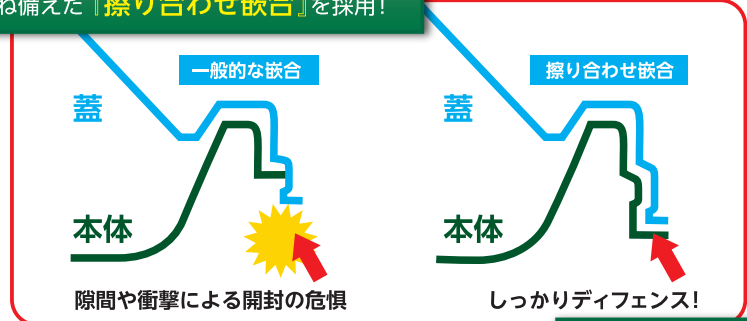 ね備えた『擦り合わせ嵌合』を採用！
一般的な嵌合
擦り合わせ嵌合
蓋
蓋
本体
本体
隙間や衝撃による開封の危惧
しっかりディフェンス！